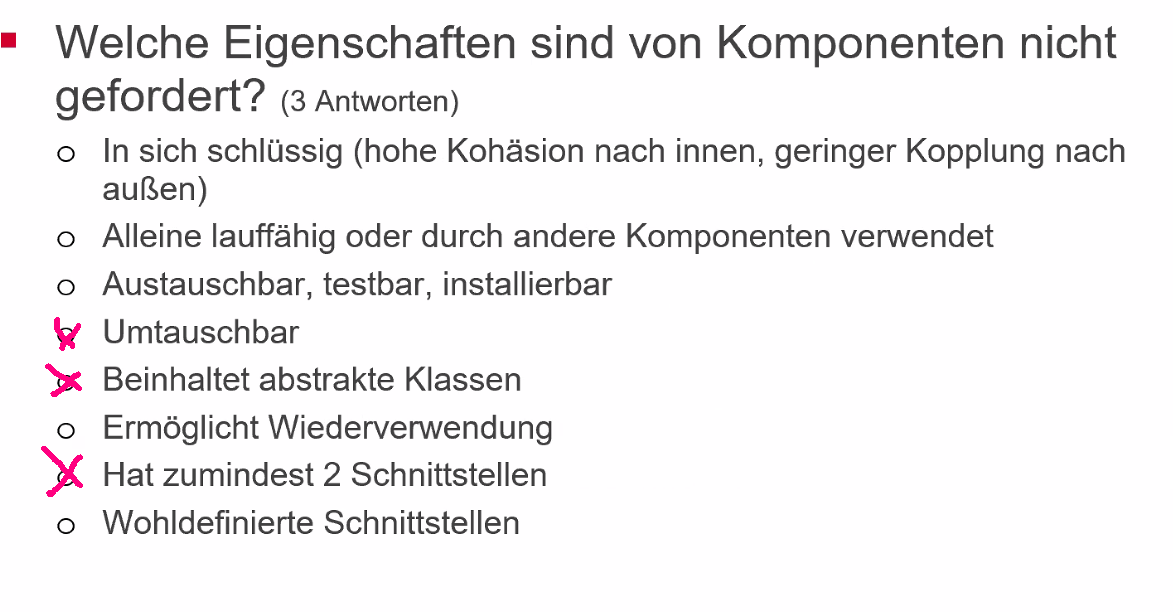 Welche Eigenschaften sind von Komponenten nicht
gefordert? (3 Antworten)
In sich schlüssig (hohe Kohäsion nach innen, geringer Kopplung nach
außen)
Alleine lauffähig oder durch andere Komponenten verwendet
Austauschbar, testbar, installierbar
Umtauschbar
Beinhaltet abstrakte Klassen
Ermöglicht Wiederverwendung
Hat zumindest 2 Schnittstellen
Wohldefinierte Schnittstellen